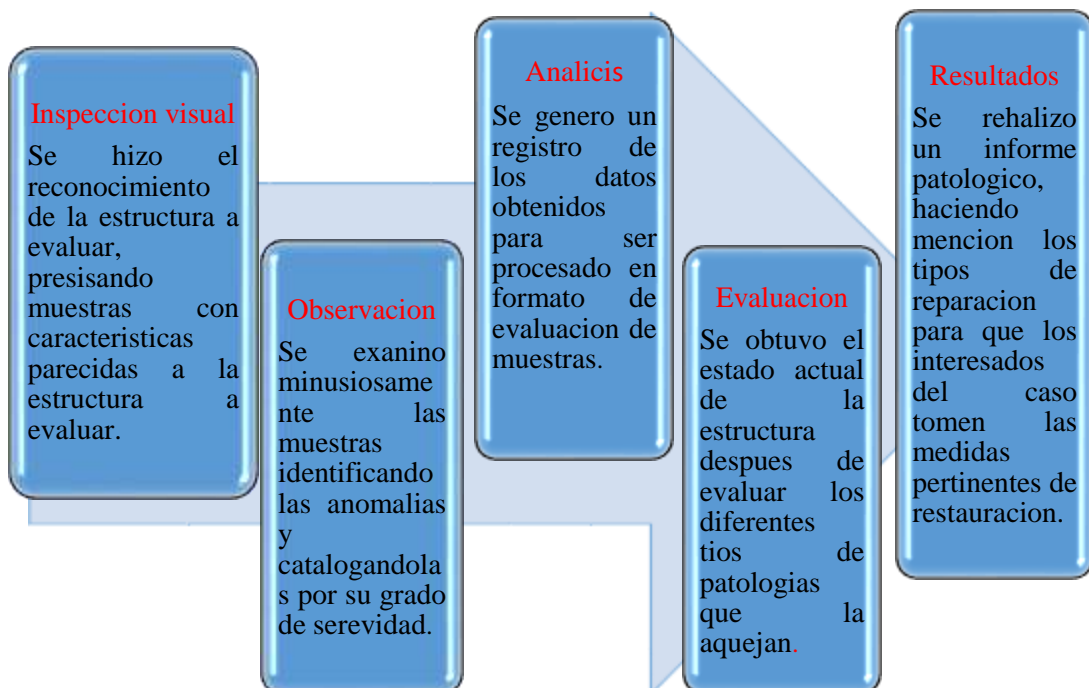 Inspeccion visual
Se hizo el
reconocimiento
de la estructura a
evaluar,
presisando
muestras con
caracteristicas
parecidas a la
estructura a
evaluar.
Observacion
Se exanino
minusiosame
nte las
muestras
identificando
las anomalias
y
catalogandola
s por su grado
de serevidad.
Analicis
Se genero un
registro de
los datos
obtenidos
para ser
procesado en
formato de
evaluacion de
muestras.
Evaluacion
Se obtuvo el
estado actual
de la
estructura
despues de
evaluar los
diferentes
tios de
patologias
que la
aquejan.
Resultados
Se rehalizo
un informe
patologico,
haciendo
mencion los
tipos de
reparacion
para que los
interesados
del caso
tomen las
medidas
pertinentes de
restauracion.